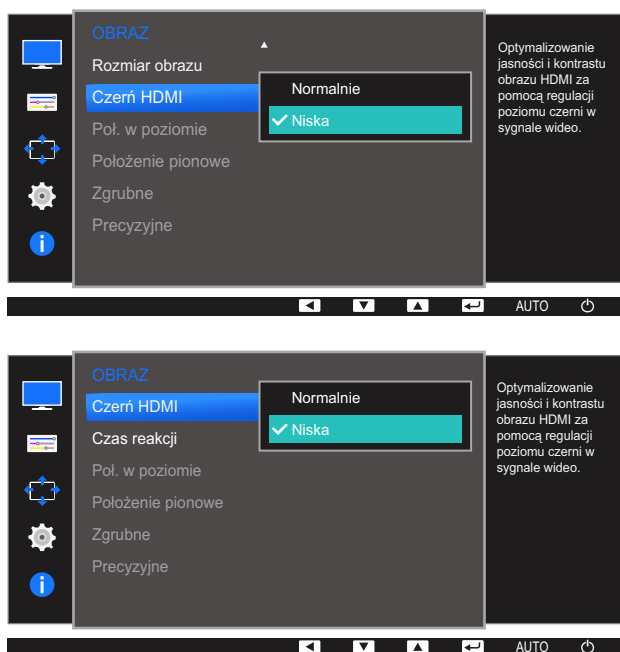 OBRAZ
Rozmiar obrazu
Czerń HDMI
Poł. w poziomie
Położenie pionowe
Zgrubne
Precyzyjne
Normalnie
Niska
Optymalizowanie
jasności i kontrastu
obrazu HDMI za
pomocą regulacji
poziomu czerni w
sygnale wideo.
AUTO
OBRAZ
Czerń HDMI
Czas reakcji
Poł. w poziomie
Położenie pionowe
Zgrubne
Precyzyjne
Normalnie
Niska
Optymalizowanie
jasności i kontrastu
obrazu HDMI za
pomocą regulacji
poziomu czerni w
sygnale wideo.
AUTO